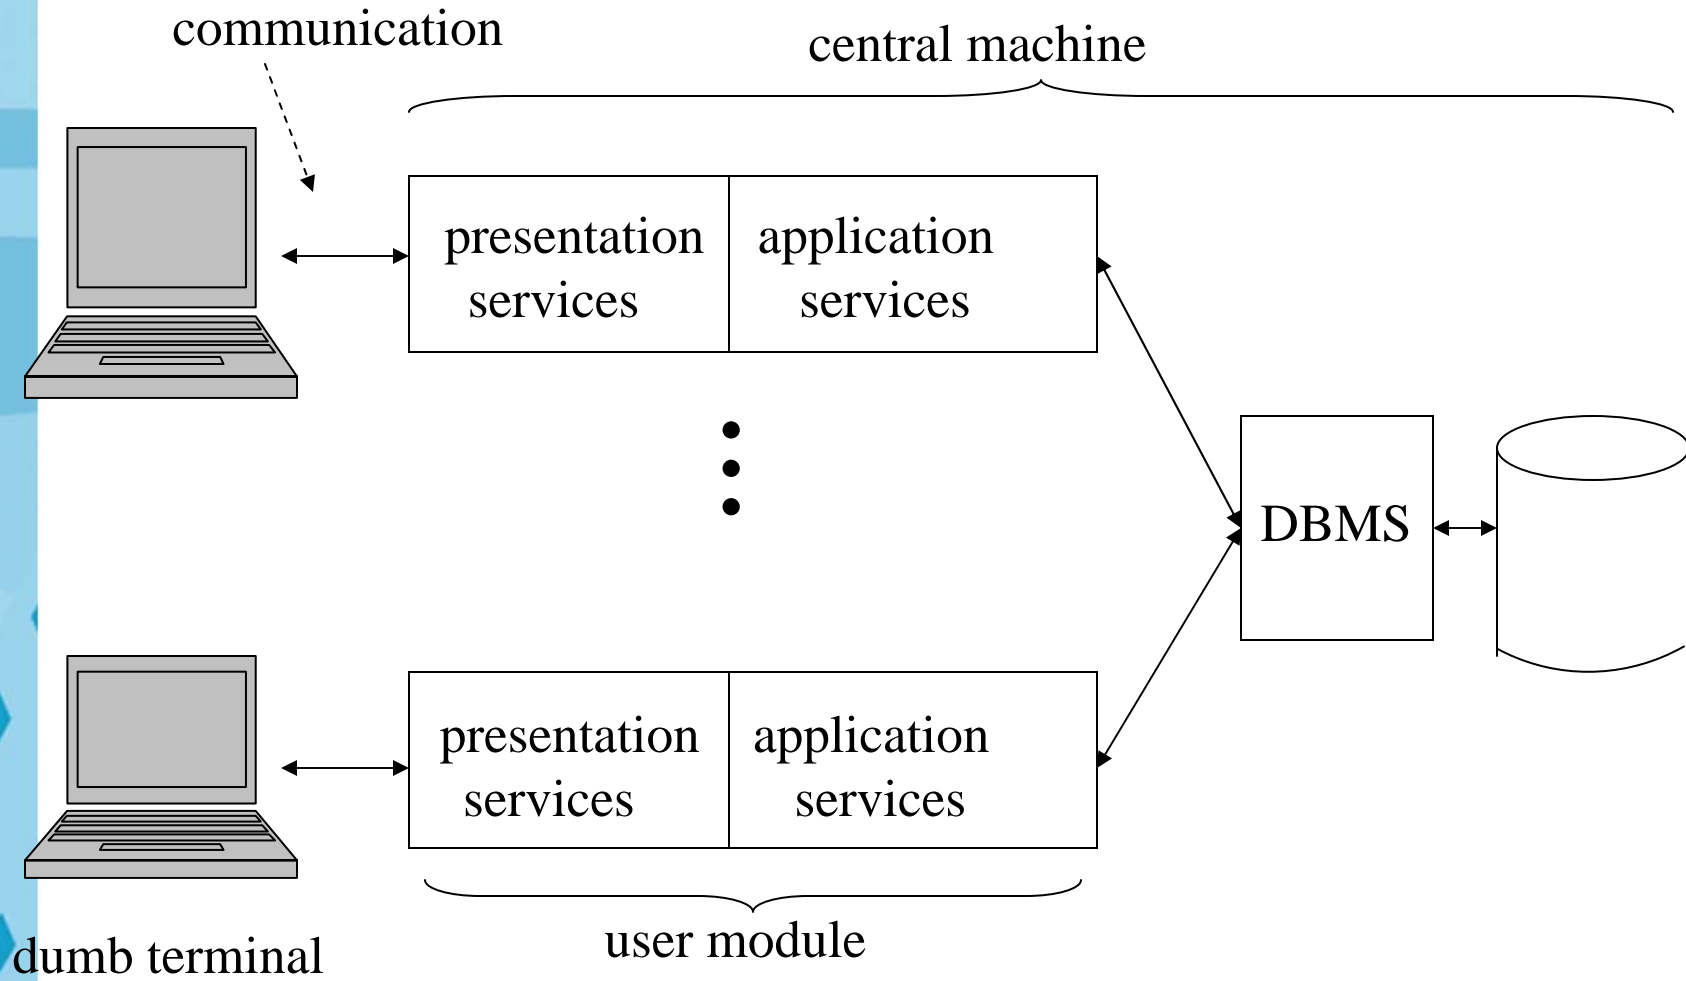 communication
central machine
presentation
services
application
services
DBMS
presentation
services
application
services
user module
dumb terminal